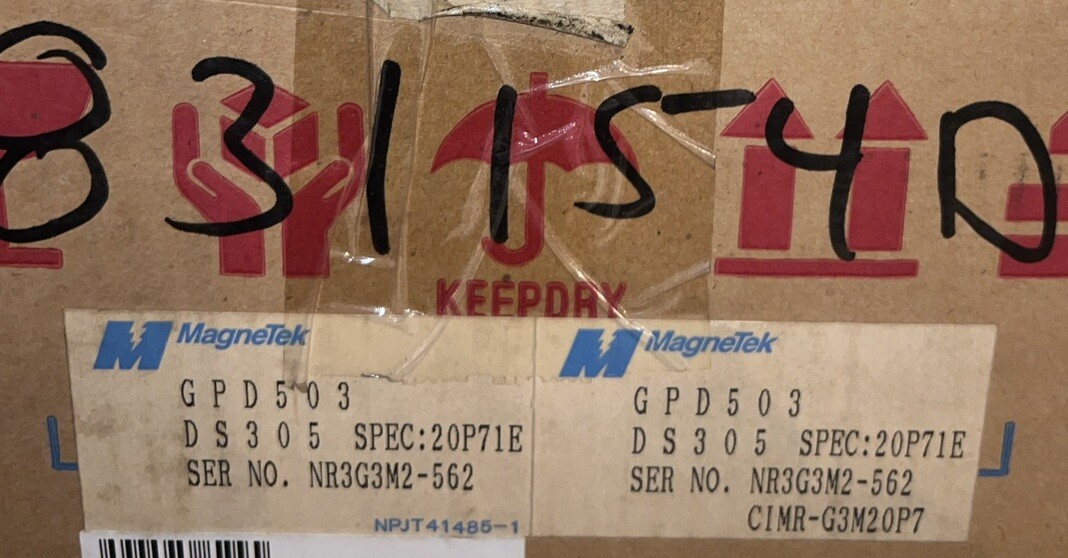 831154D
KEEPDRY
MagneTek
GPD503
DS305 SPEC:20P71E
SER NO. NR3G3M2-562
NPJT41485-1
MagneTek
GPD503
DS305 SPEC:20P71E
SER NO. NR3G3M2-562
CIMR-G3M20P7